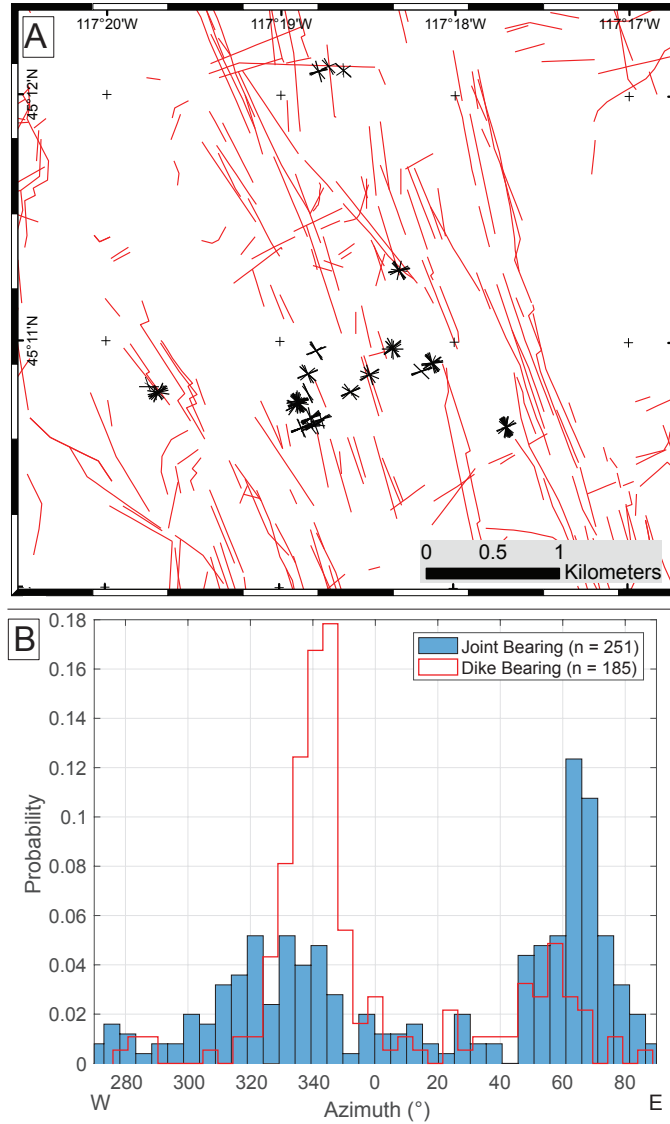 A
117°20'W 117°19'W 117°18'W 117°17'W
45°12'N
45°11'N
0 0.5 1
Kilometers
B
0.18
0.16
0.14
0.12
0.1
0.08
0.06
0.04
0.02
0
Probability
Joint Bearing (n = 251)
Dike Bearing (n = 185)
280 300 320 340 0 20 40 60 80
W Azimuth (°) E